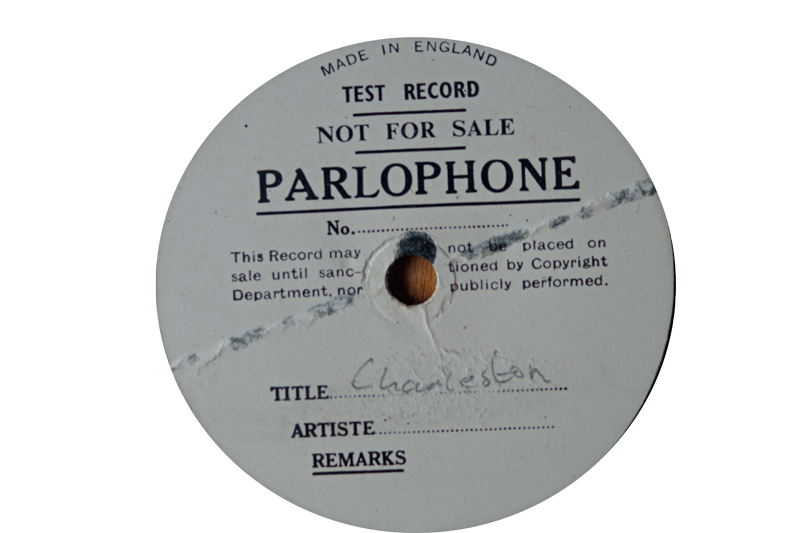 MADE IN ENGLAND
TEST RECORD
NOT FOR SALE
PARLOPHONE
No.
This Record may not be placed on
sale until sanc- tioned by Copyright
Department, nor publicly performed.
TITLE Charleston
ARTISTE
REMARKS